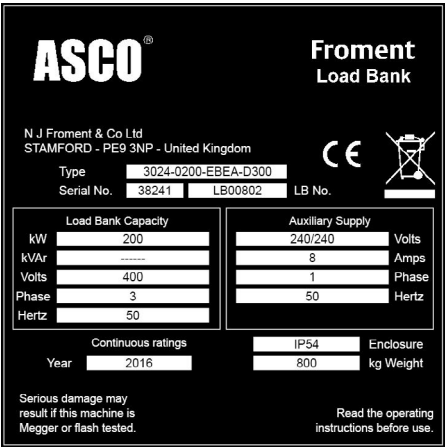 ASCO®
Froment
Load Bank
N J Froment & Co Ltd
STAMFORD - PE9 3NP - United Kingdom
CE
Type 3024-0200-EBEA-D300
Serial No. 38241 LB00802 LB No.
Load Bank Capacity
kW 200
kVAr ------
Volts 400
Phase 3
Hertz 50
Auxiliary Supply
240/240 Volts
8 Amps
1 Phase
50 Hertz
Continuous ratings
Year 2016
IP54 Enclosure
800 kg Weight
Serious damage may
result if this machine is
Megger or flash tested.
Read the operating
instructions before use.